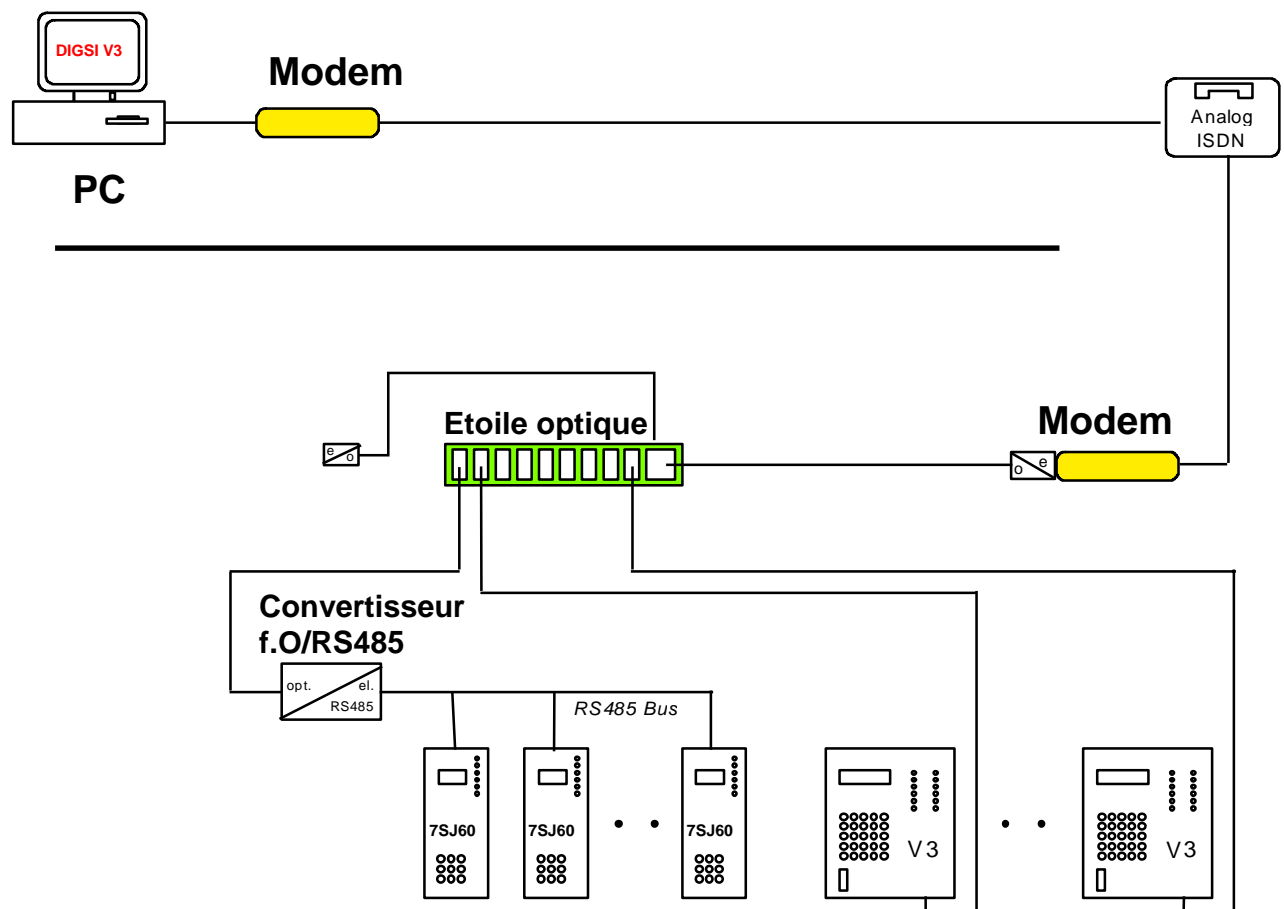 DIGSI V3
Modem
Analog
ISDN
PC
Etoile optique
Modem
e
o
o
e
Convertisseur
f.O/RS485
opt.
el.
RS485
RS485 Bus
7SJ60
7SJ60
7SJ60
V3
V3